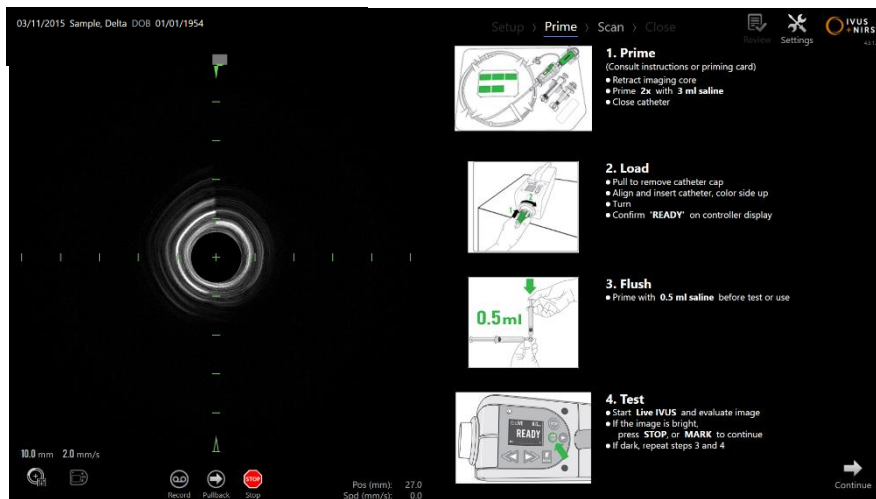 03/11/2015 Sample, Delta DOB 01/01/1954
Setup > Prime > Scan > Close
Review
Settings
IVUS
+NIRS
1. Prime
(Consult instructions or priming card)
• Retract imaging core
• Prime 2x with 3 ml saline
• Close catheter
2. Load
• Pull to remove catheter cap
• Align and insert catheter, color side up
• Turn
• Confirm "READY" on controller display
3. Flush
• Prime with 0.5 ml saline before test or use
0.5ml
4. Test
• Start Live IVUS and evaluate image
• If the image is bright,
press STOP, or MARK to continue
• If dark, repeat steps 3 and 4
LIVE
READY
10.0 mm 2.0 mm/s
STOP
Record
Pullback
Stop
Pos (mm): 27.0
Spd (mm/s): 0.0
Continue